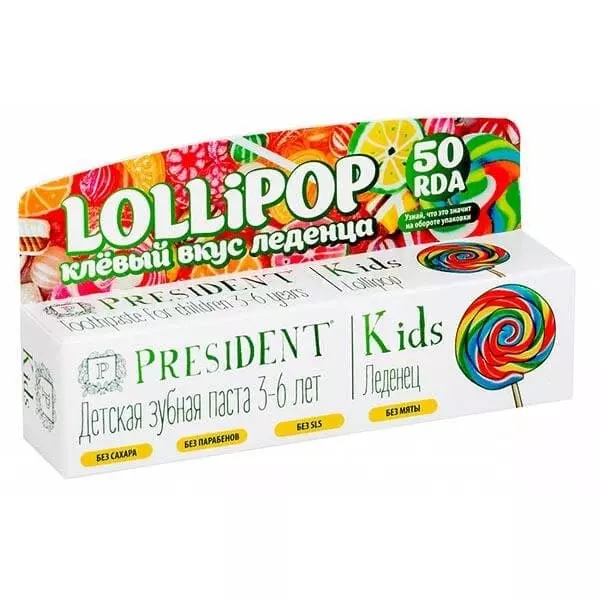 LOLLiPOP
клёвый вкус леденца
50
RDA
Узнай, что это значит
на обороте упаковки
PRESIDENT
Toothpaste for children 3-6 years
Kids
Lollipop
Kids
P
PRESIDENT®
Детская зубная паста 3-6 лет
Kids
Леденец
БЕЗ САХАРА
БЕЗ ПАРАБЕНОВ
БЕЗ SLS
БЕЗ МЯТЫ